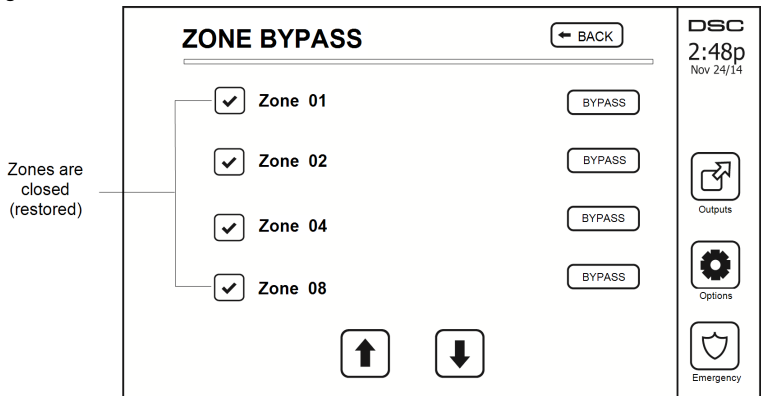 ZONE BYPASS
BACK
DSC
2:48p
Nov 24/14
Zone 01
BYPASS
Zone 02
BYPASS
Zones are
closed
(restored)
Zone 04
BYPASS
Zone 08
BYPASS
Outputs
Options
Emergency